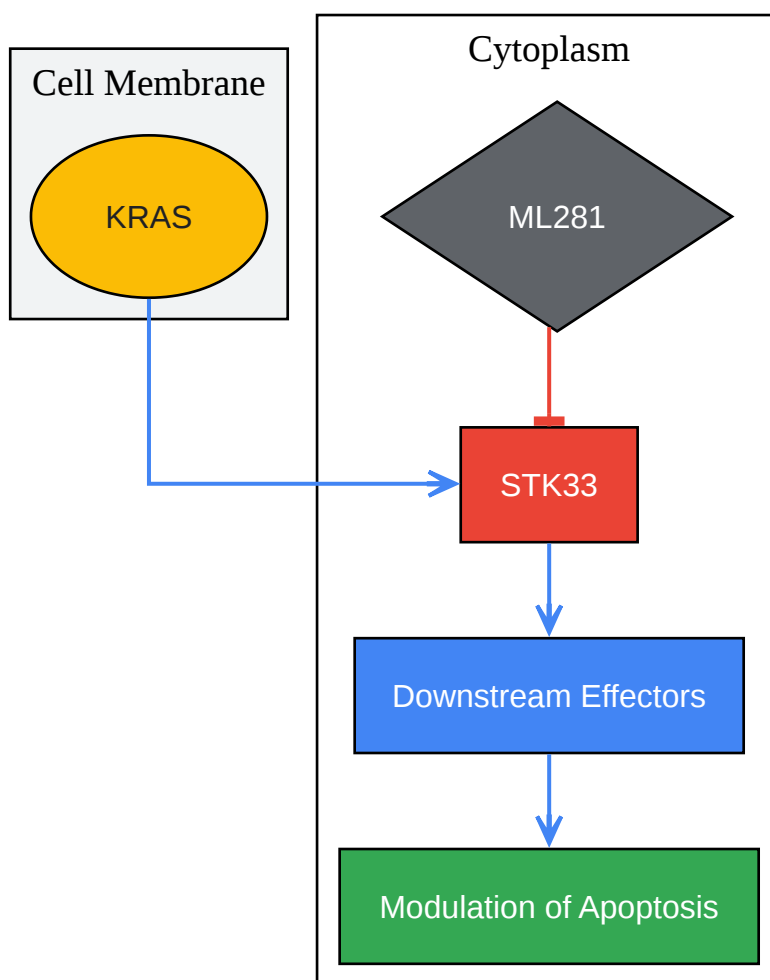 Cytoplasm
Cell Membrane
KRAS
ML281
STK33
Downstream Effectors
Modulation of Apoptosis